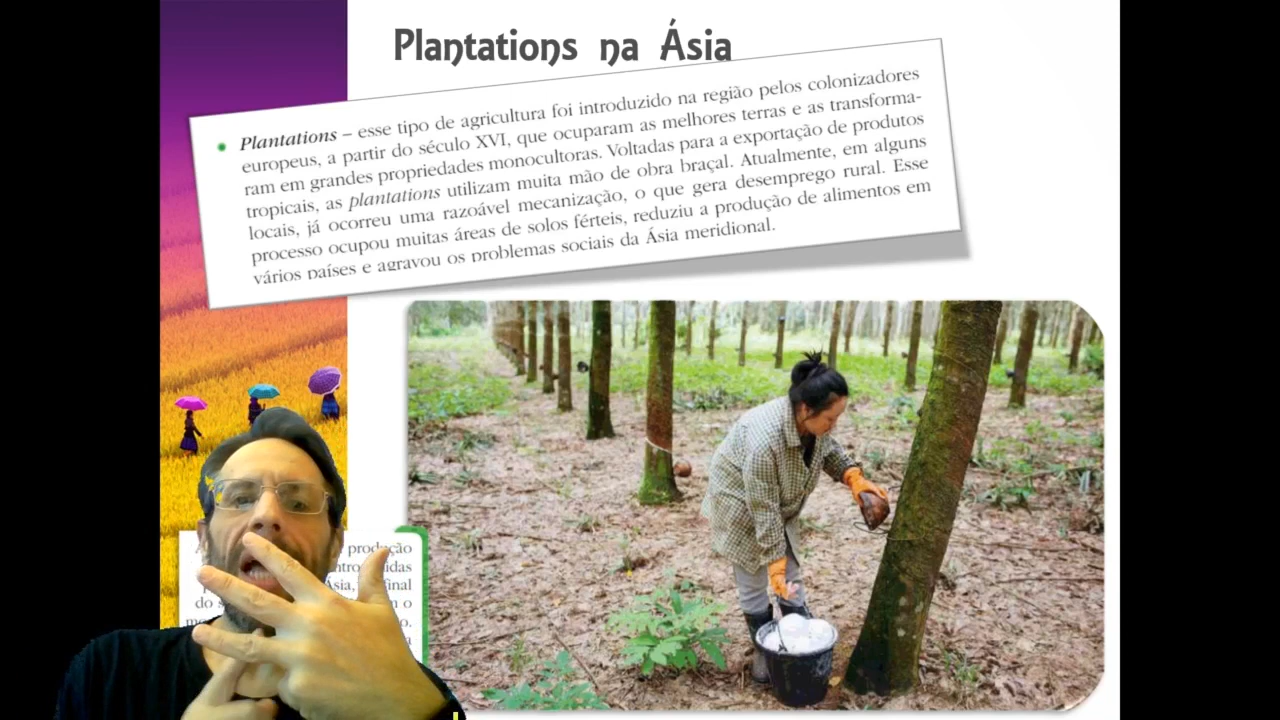 Plantations na Ásia
• Plantations – esse tipo de agricultura foi introduzido na região pelos colonizadores
europeus, a partir do século XVI, que ocuparam as melhores terras e as transforma-
ram em grandes propriedades monocultoras. Voltadas para a exportação de produtos
tropicais, as plantations utilizam muita mão de obra braçal. Atualmente, em alguns
locais, já ocorreu uma razoável mecanização, o que gera desemprego rural. Esse
processo ocupou muitas áreas de solos férteis, reduziu a produção de alimentos em
vários países e agravou os problemas sociais da Ásia meridional.
produção
Ásia,
do